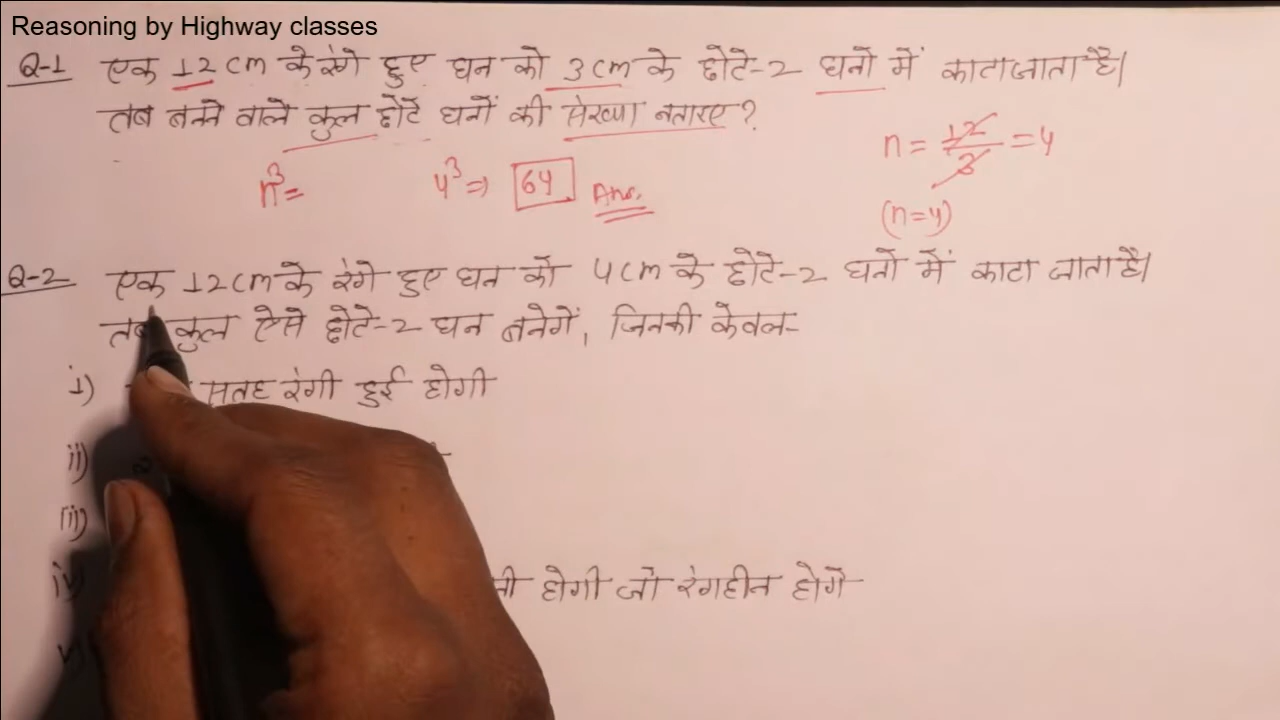 Reasoning by Highway classes
Q-1 एक 12 cm के रंगे हुए घन को 3 cm के छोटे-2 घनों में काटा जाता है।
तब बनने वाले कुल छोटे घनों की संख्या बताए?
n = 12/3 = 4
n³ = 4³ ⇒ 64 Ans.
(n=4)
Q-2 एक 12 cm के रंगे हुए घन को 4 cm के छोटे-2 घनों में काटा जाता है।
तब कुल ऐसे छोटे-2 घन बनेगें, जिनकी केवल-
i) सतह रंगी हुई होगी
ii)
iii)
iv) होगी जो रंगहीन होगें
v)